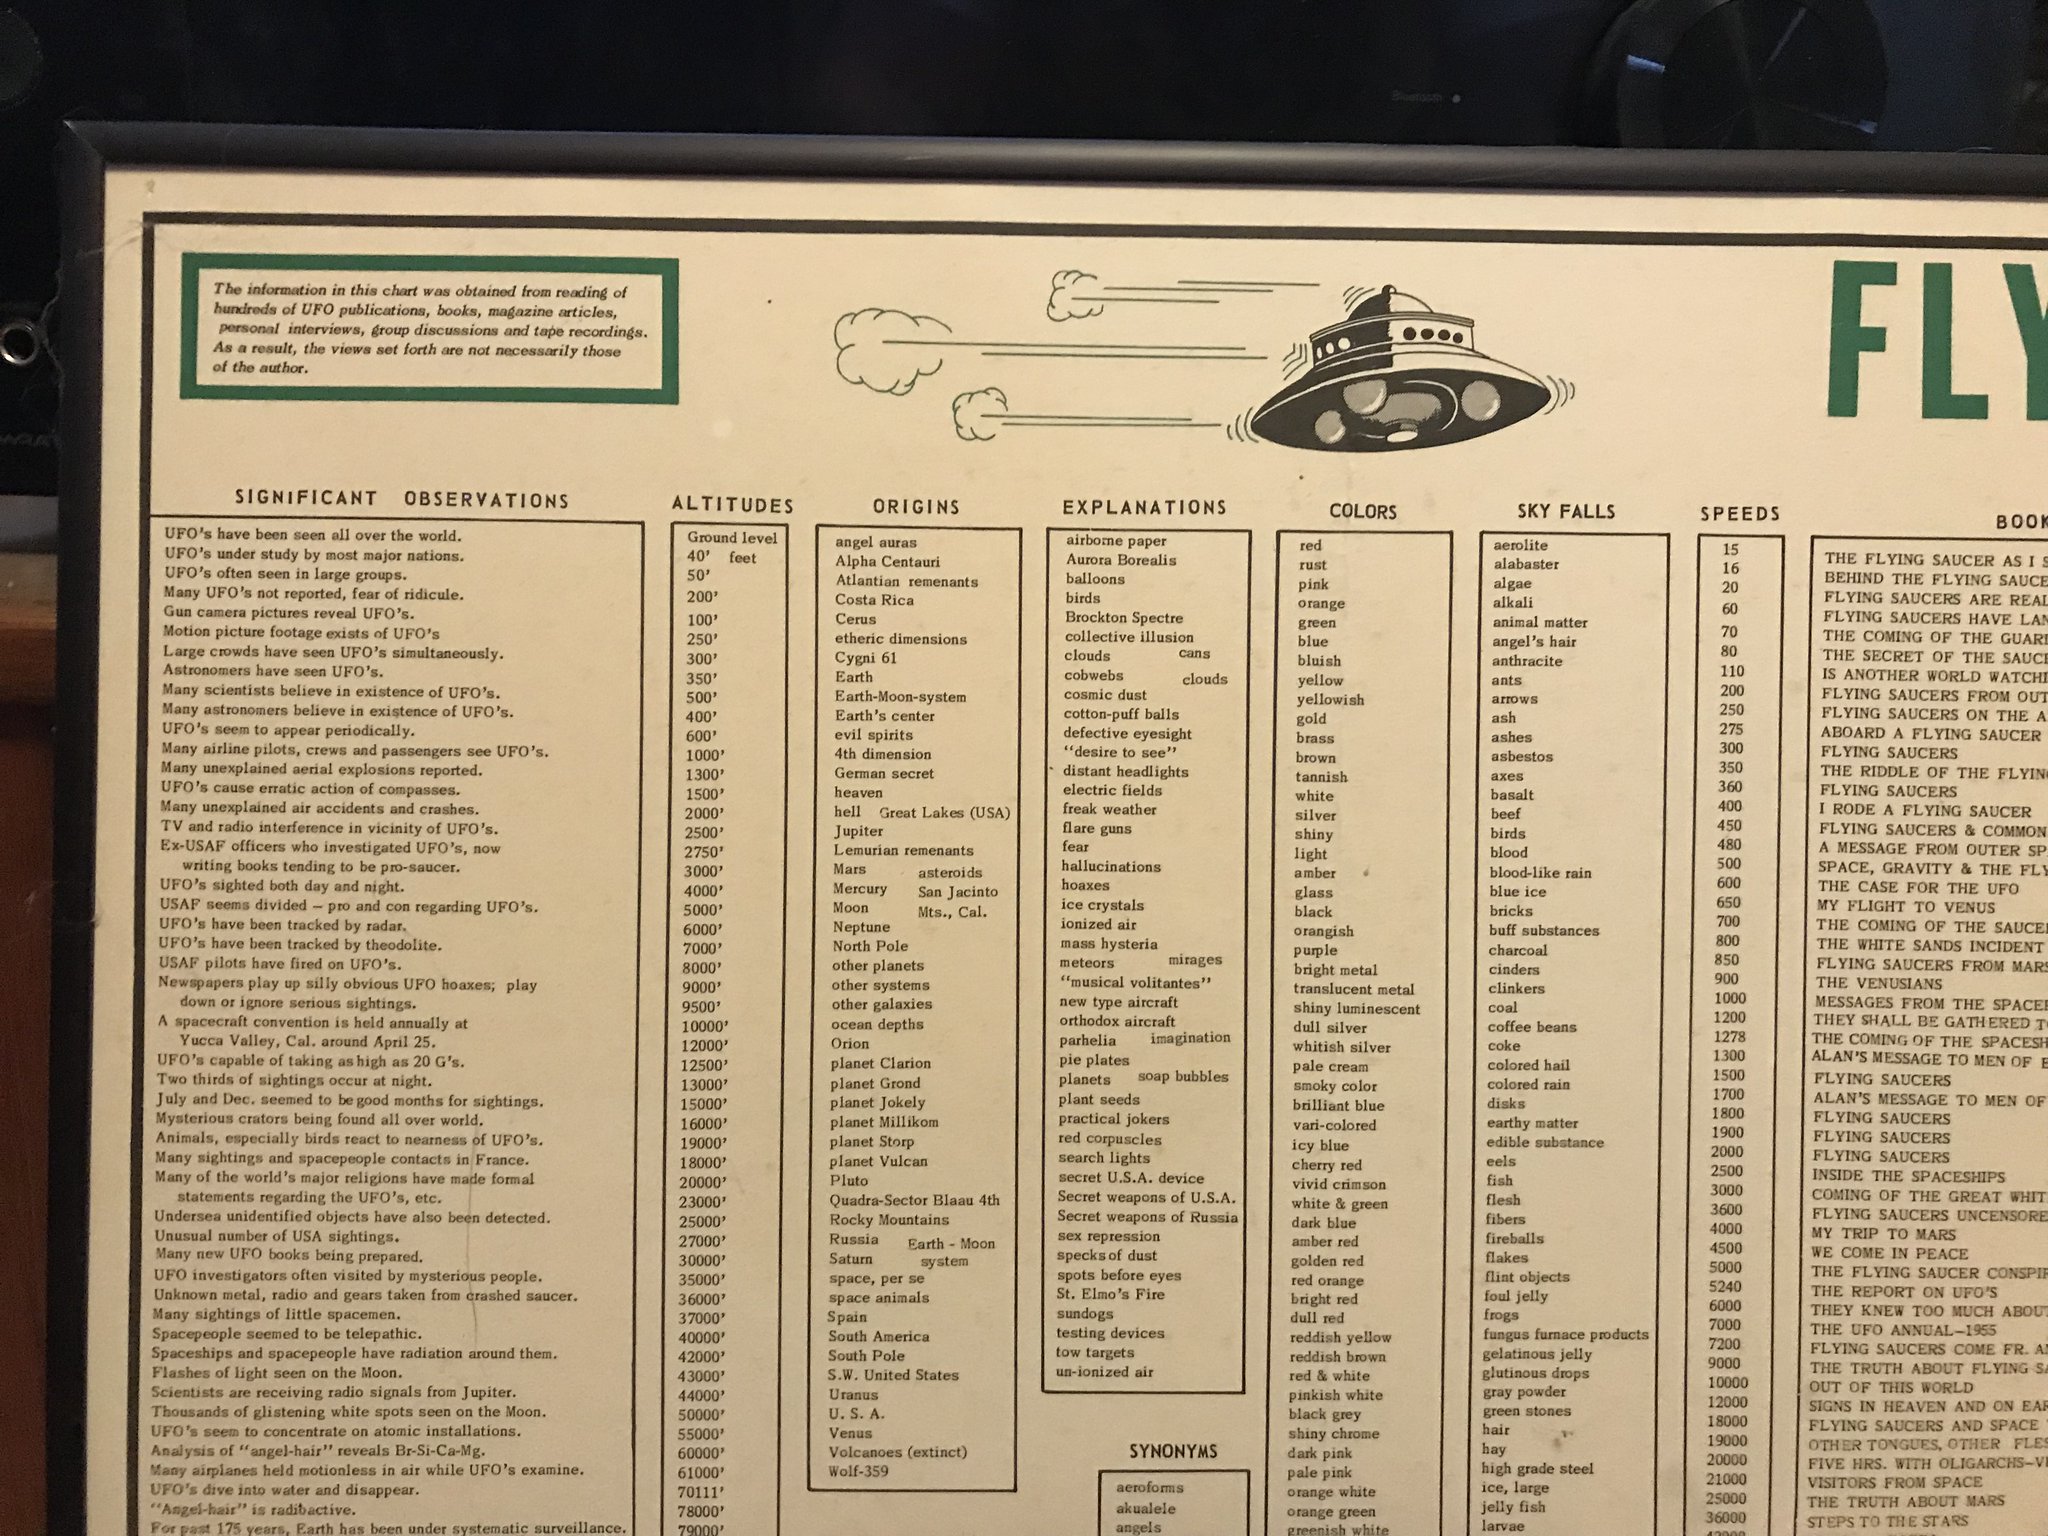 Bluetooth
The information in this chart was obtained from reading of
hundreds of UFO publications, books, magazine articles,
personal interviews, group discussions and tape recordings.
As a result, the views set forth are not necessarily those
of the author.
FLY
SIGNIFICANT OBSERVATIONS
UFO's have been seen all over the world.
UFO's under study by most major nations.
UFO's often seen in large groups.
Many UFO's not reported, fear of ridicule.
Gun camera pictures reveal UFO's.
Motion picture footage exists of UFO's
Large crowds have seen UFO's simultaneously.
Astronomers have seen UFO's.
Many scientists believe in existence of UFO's.
Many astronomers believe in existence of UFO's.
UFO's seem to appear periodically.
Many airline pilots, crews and passengers see UFO's.
Many unexplained aerial explosions reported.
UFO's cause erratic action of compasses.
Many unexplained air accidents and crashes.
TV and radio interference in vicinity of UFO's.
Ex-USAF officers who investigated UFO's, now
writing books tending to be pro-saucer.
UFO's sighted both day and night.
USAF seems divided — pro and con regarding UFO's.
UFO's have been tracked by radar.
UFO's have been tracked by theodolite.
USAF pilots have fired on UFO's.
Newspapers play up silly obvious UFO hoaxes; play
down or ignore serious sightings.
A spacecraft convention is held annually at
Yucca Valley, Cal. around April 25.
UFO's capable of taking as high as 20 G's.
Two thirds of sightings occur at night.
July and Dec. seemed to be good months for sightings.
Mysterious crators being found all over world.
Animals, especially birds react to nearness of UFO's.
Many sightings and spacepeople contacts in France.
Many of the world's major religions have made formal
statements regarding the UFO's, etc.
Undersea unidentified objects have also been detected.
Unusual number of USA sightings.
Many new UFO books being prepared.
UFO investigators often visited by mysterious people.
Unknown metal, radio and gears taken from crashed saucer.
Many sightings of little spacemen.
Spacepeople seemed to be telepathic.
Spaceships and spacepeople have radiation around them.
Flashes of light seen on the Moon.
Scientists are receiving radio signals from Jupiter.
Thousands of glistening white spots seen on the Moon.
UFO's seem to concentrate on atomic installations.
Analysis of "angel-hair" reveals Br-Si-Ca-Mg.
Many airplanes held motionless in air while UFO's examine.
UFO's dive into water and disappear.
"Angel-hair" is radioactive.
For past 175 years, Earth has been under systematic surveillance.
ALTITUDES
Ground level
40' feet
50'
200'
100'
250'
300'
350'
500'
400'
600'
1000'
1300'
1500'
2000'
2500'
2750'
3000'
4000'
5000'
6000'
7000'
8000'
9000'
9500'
10000'
12000'
12500'
13000'
15000'
16000'
19000'
18000'
20000'
23000'
25000'
27000'
30000'
35000'
36000'
37000'
40000'
42000'
43000'
44000'
50000'
55000'
60000'
61000'
70111'
78000'
79000'
ORIGINS
angel auras
Alpha Centauri
Atlantian remenants
Costa Rica
Cerus
etheric dimensions
Cygni 61
Earth
Earth-Moon-system
Earth's center
evil spirits
4th dimension
German secret
heaven
hell Great Lakes (USA)
Jupiter
Lemurian remenants
Mars asteroids
Mercury San Jacinto
Moon Mts., Cal.
Neptune
North Pole
other planets
other systems
other galaxies
ocean depths
Orion
planet Clarion
planet Grond
planet Jokely
planet Millikom
planet Storp
planet Vulcan
Pluto
Quadra-Sector Blaau 4th
Rocky Mountains
Russia Earth - Moon
Saturn system
space, per se
space animals
Spain
South America
South Pole
S.W. United States
Uranus
U. S. A.
Venus
Volcanoes (extinct)
Wolf-359
EXPLANATIONS
airborne paper
Aurora Borealis
balloons
birds
Brockton Spectre
collective illusion
clouds cans
cobwebs clouds
cosmic dust
cotton-puff balls
defective eyesight
"desire to see"
distant headlights
electric fields
freak weather
flare guns
fear
hallucinations
hoaxes
ice crystals
ionized air
mass hysteria
meteors mirages
"musical volitantes"
new type aircraft
orthodox aircraft
parhelia imagination
pie plates
planets soap bubbles
plant seeds
practical jokers
red corpuscles
search lights
secret U.S.A. device
Secret weapons of U.S.A.
Secret weapons of Russia
sex repression
specks of dust
spots before eyes
St. Elmo's Fire
sundogs
testing devices
tow targets
un-ionized air
SYNONYMS
aeroforms
akualele
angels
COLORS
red
rust
pink
orange
green
blue
bluish
yellow
yellowish
gold
brass
brown
tannish
white
silver
shiny
light
amber
glass
black
orangish
purple
bright metal
translucent metal
shiny luminescent
dull silver
whitish silver
pale cream
smoky color
brilliant blue
vari-colored
icy blue
cherry red
vivid crimson
white & green
dark blue
amber red
golden red
red orange
bright red
dull red
reddish yellow
reddish brown
red & white
pinkish white
black grey
shiny chrome
dark pink
pale pink
orange white
orange green
greenish white
SKY FALLS
aerolite
alabaster
algae
alkali
animal matter
angel's hair
anthracite
ants
arrows
ash
ashes
asbestos
axes
basalt
beef
birds
blood
blood-like rain
blue ice
bricks
buff substances
charcoal
cinders
clinkers
coal
coffee beans
coke
colored hail
colored rain
disks
earthy matter
edible substance
eels
fish
flesh
fibers
fireballs
flakes
flint objects
foul jelly
frogs
fungus furnace products
gelatinous jelly
glutinous drops
gray powder
green stones
hair
hay
high grade steel
ice, large
jelly fish
larvae
SPEEDS
15
16
20
60
70
80
110
200
250
275
300
350
360
400
450
480
500
600
650
700
800
850
900
1000
1200
1278
1300
1500
1700
1800
1900
2000
2500
3000
3600
4000
4500
5000
5240
6000
7000
7200
9000
10000
12000
18000
19000
20000
21000
25000
36000
BOOK
THE FLYING SAUCER AS I S
BEHIND THE FLYING SAUCE
FLYING SAUCERS ARE REAL
FLYING SAUCERS HAVE LAN
THE COMING OF THE GUAR
THE SECRET OF THE SAUCE
IS ANOTHER WORLD WATCHI
FLYING SAUCERS FROM OUT
FLYING SAUCERS ON THE A
ABOARD A FLYING SAUCER
FLYING SAUCERS
THE RIDDLE OF THE FLYIN
FLYING SAUCERS
I RODE A FLYING SAUCER
FLYING SAUCERS & COMMON
A MESSAGE FROM OUTER SP
SPACE, GRAVITY & THE FLY
THE CASE FOR THE UFO
MY FLIGHT TO VENUS
THE COMING OF THE SAUCER
THE WHITE SANDS INCIDENT
FLYING SAUCERS FROM MARS
THE VENUSIANS
MESSAGES FROM THE SPACE
THEY SHALL BE GATHERED TO
THE COMING OF THE SPACESH
ALAN'S MESSAGE TO MEN OF E
FLYING SAUCERS
ALAN'S MESSAGE TO MEN OF
FLYING SAUCERS
FLYING SAUCERS
FLYING SAUCERS
INSIDE THE SPACESHIPS
COMING OF THE GREAT WHIT
FLYING SAUCERS UNCENSORE
MY TRIP TO MARS
WE COME IN PEACE
THE FLYING SAUCER CONSPIR
THE REPORT ON UFO'S
THEY KNEW TOO MUCH ABOUT
THE UFO ANNUAL—1955
FLYING SAUCERS COME FR. A
THE TRUTH ABOUT FLYING SA
OUT OF THIS WORLD
SIGNS IN HEAVEN AND ON EAR
FLYING SAUCERS AND SPACE
OTHER TONGUES, OTHER FLES
FIVE HRS. WITH OLIGARCHS—V
VISITORS FROM SPACE
THE TRUTH ABOUT MARS
STEPS TO THE STARS